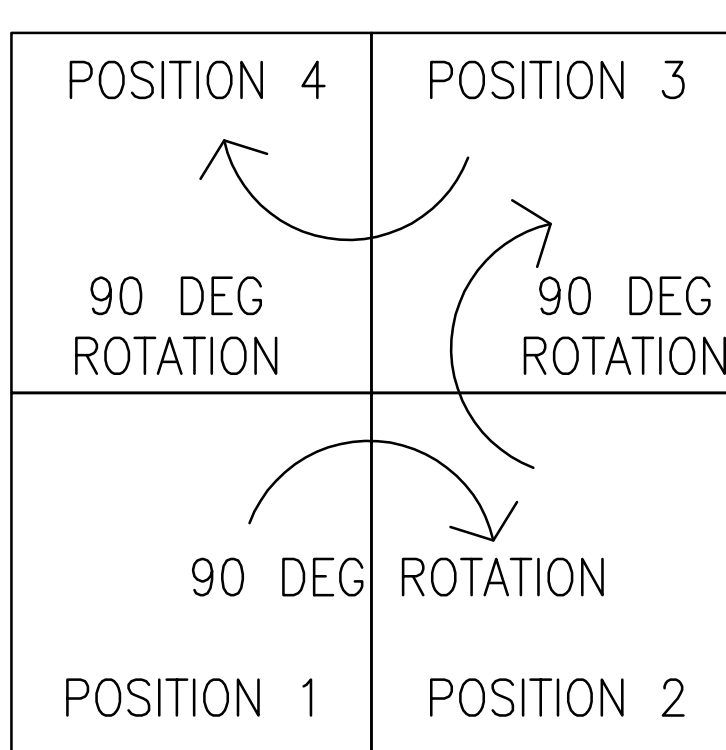 POSITION 4
POSITION 3
90 DEG
ROTATION
90 DEG
ROTATION
90 DEG ROTATION
POSITION 1
POSITION 2